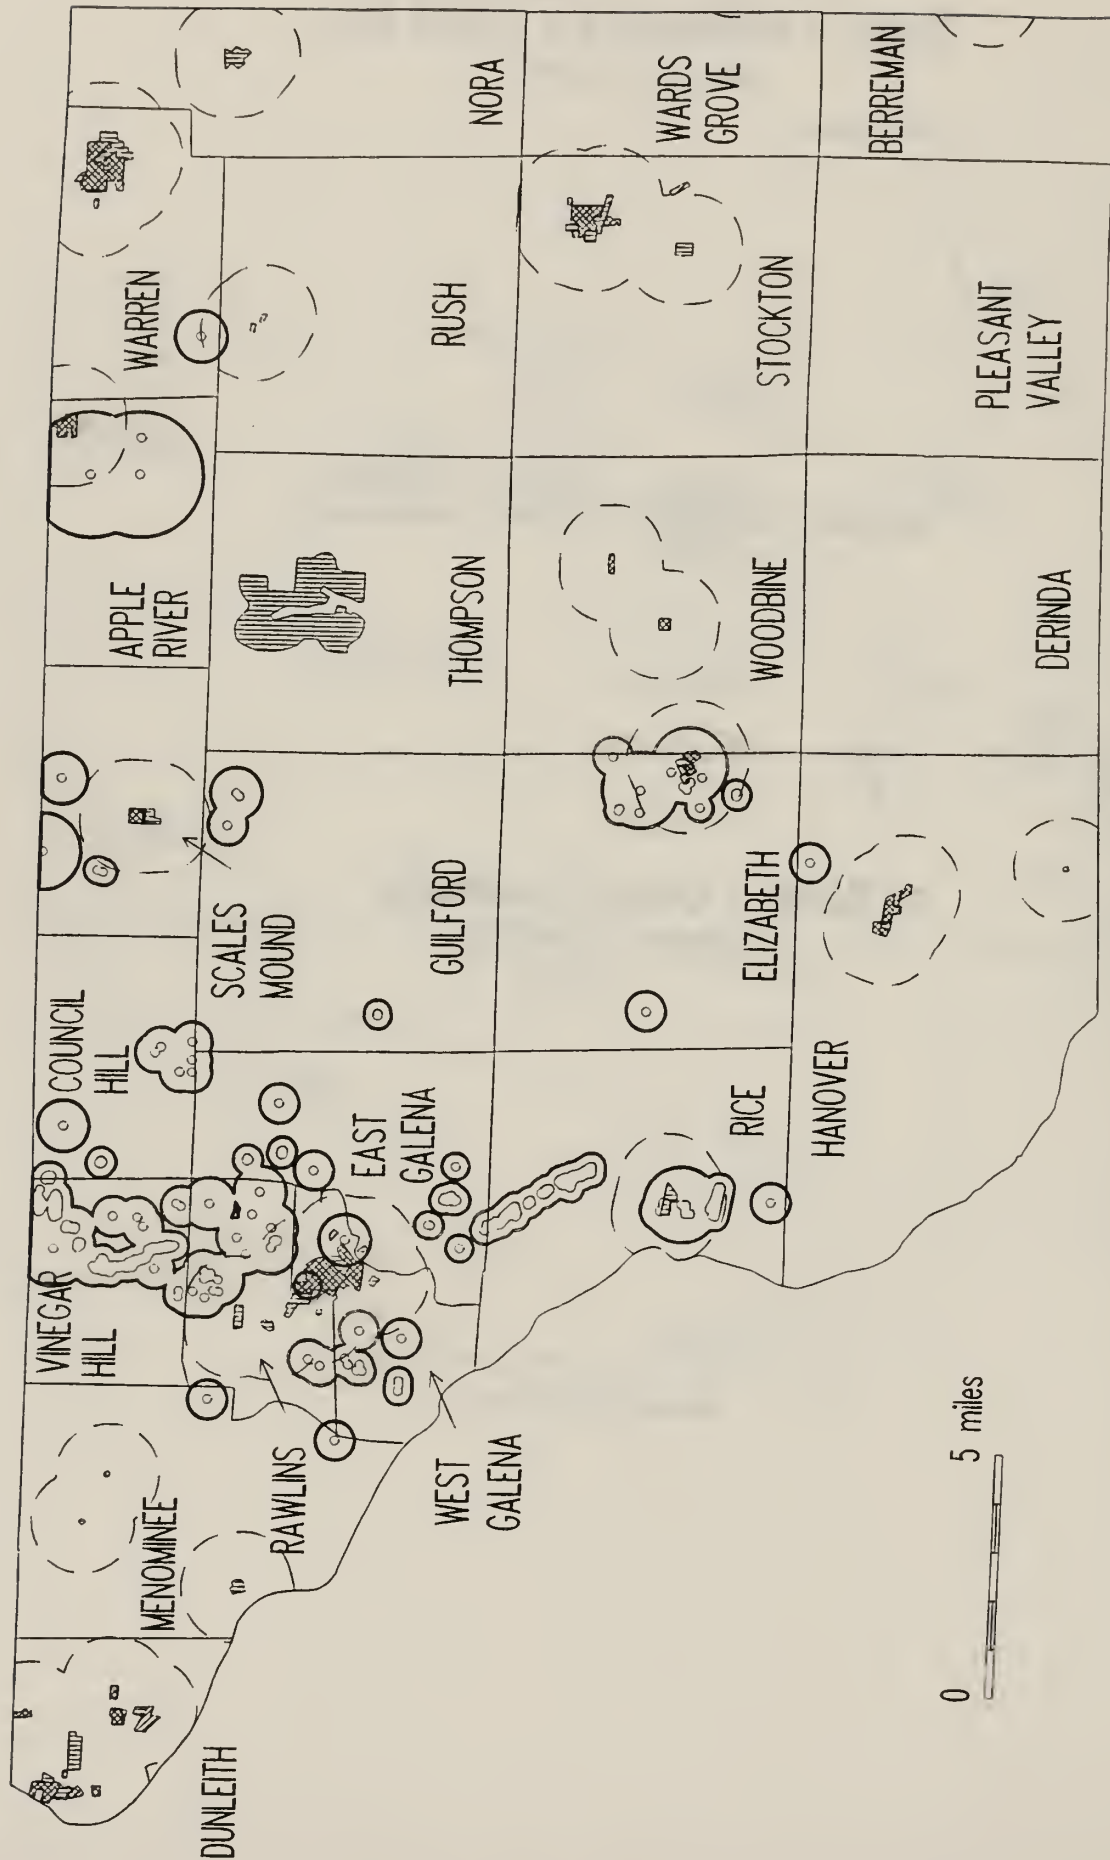 DUNLEITH
MENOMINEE
VINEGAR
HILL
COUNCIL
HILL
SCALES
MOUND
APPLE
RIVER
WARREN
NORA
RAWLINS
WEST
GALENA
EAST
GALENA
GUILFORD
THOMPSON
RUSH
WARDS
GROVE
RICE
ELIZABETH
WOODBINE
STOCKTON
BERREMAN
HANOVER
DERINDA
PLEASANT
VALLEY
0 5 miles